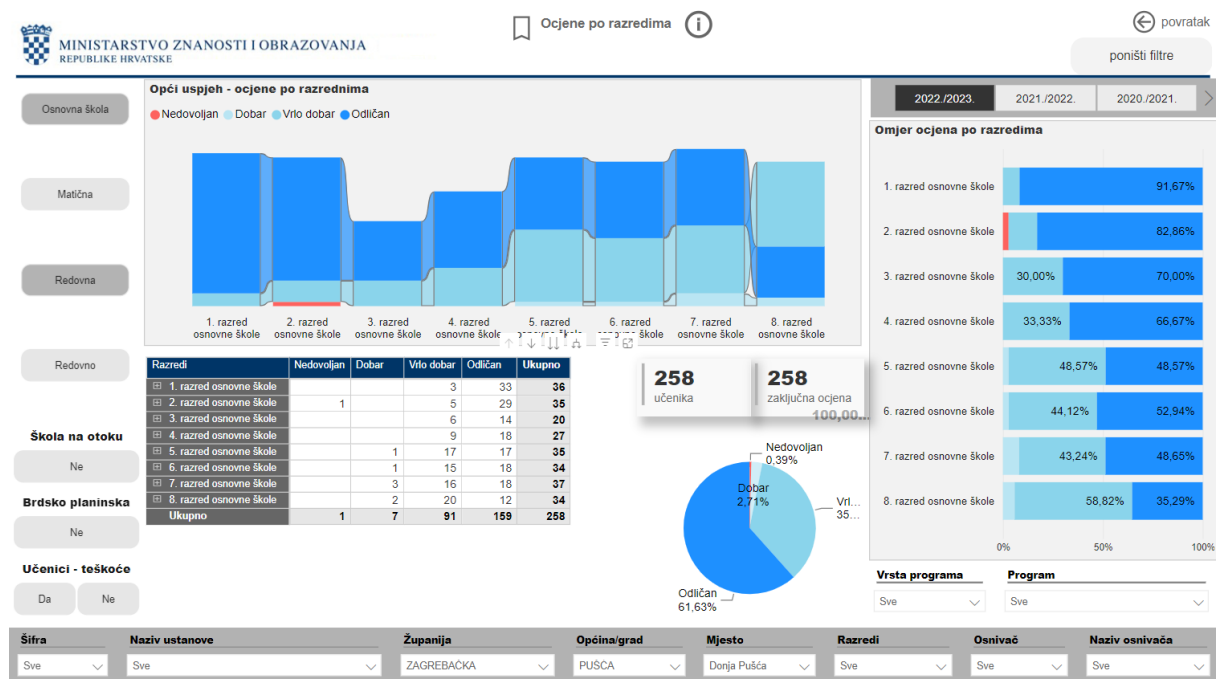 Ocjene po razredima
povratak
MINISTARSTVO ZNANOSTI I OBRAZOVANJA
REPUBLIKE HRVATSKE
poništi filtre
Osnovna škola
Matična
Redovna
Redovno
Škola na otoku
Ne
Brdsko planinska
Ne
Učenici - teškoće
Da Ne
Opći uspjeh - ocjene po razrednima
Nedovoljan Dobar Vrlo dobar Odličan
1. razred osnovne škole
2. razred osnovne škole
3. razred osnovne škole
4. razred osnovne škole
5. razred
škole
6. razred
škole
7. razred osnovne škole
8. razred osnovne škole
Razredi Nedovoljan Dobar Vrlo dobar Odličan Ukupno
1. razred osnovne škole 3 33 36
2. razred osnovne škole 1 5 29 35
3. razred osnovne škole 6 14 20
4. razred osnovne škole 9 18 27
5. razred osnovne škole 1 17 17 35
6. razred osnovne škole 1 15 18 34
7. razred osnovne škole 3 16 18 37
8. razred osnovne škole 2 20 12 34
Ukupno 1 7 91 159 258
258
učenika
258
zaključna ocjena
100,00...
Nedovoljan
0,39%
Dobar
2,71%
Vrl...
35...
Odličan
61,63%
2022./2023. 2021./2022. 2020./2021.
Omjer ocjena po razredima
1. razred osnovne škole 91,67%
2. razred osnovne škole 82,86%
3. razred osnovne škole 30,00% 70,00%
4. razred osnovne škole 33,33% 66,67%
5. razred osnovne škole 48,57% 48,57%
6. razred osnovne škole 44,12% 52,94%
7. razred osnovne škole 43,24% 48,65%
8. razred osnovne škole 58,82% 35,29%
0% 50% 100%
Vrsta programa Program
Sve Sve
Šifra Naziv ustanove Županija Općina/grad Mjesto Razredi Osnivač Naziv osnivača
Sve Sve ZAGREBAČKA PUŠĆA Donja Pušća Sve Sve Sve